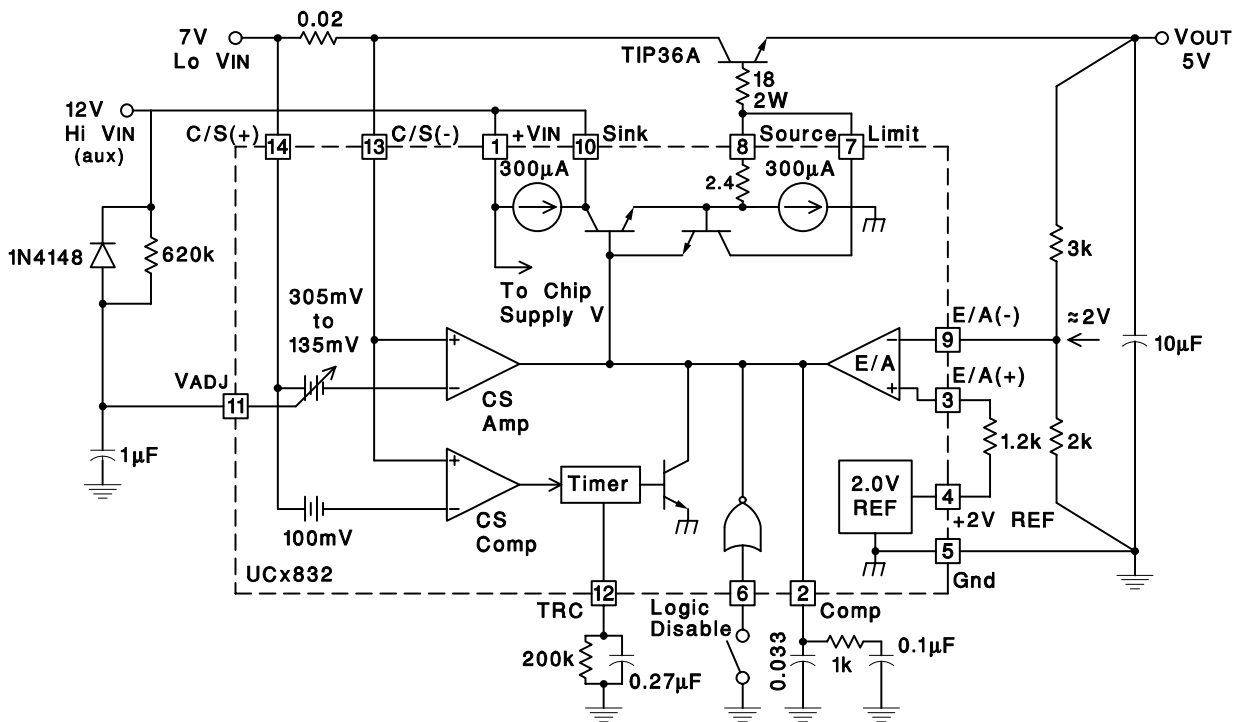 0.02
7V
Lo VIN
TIP36A
VOUT
5V
18
2W
12V
Hi VIN
(aux)
C/S(+)
C/S(-)
+VIN
Sink
Source
Limit
14
13
1
10
8
7
300µA
2.4
300µA
1N4148
620k
3k
To Chip
Supply V
305mV
to
135mV
E/A(-)
9
≈2V
10µF
+
-
E/A
-
+
E/A(+)
3
VADJ
11
CS
Amp
1.2k
2k
1µF
+
-
Timer
2.0V
REF
4
+2V REF
100mV
CS
Comp
5
Gnd
UCx832
12
6
2
TRC
Logic
Disable
Comp
200k
0.27µF
0.033
1k
0.1µF